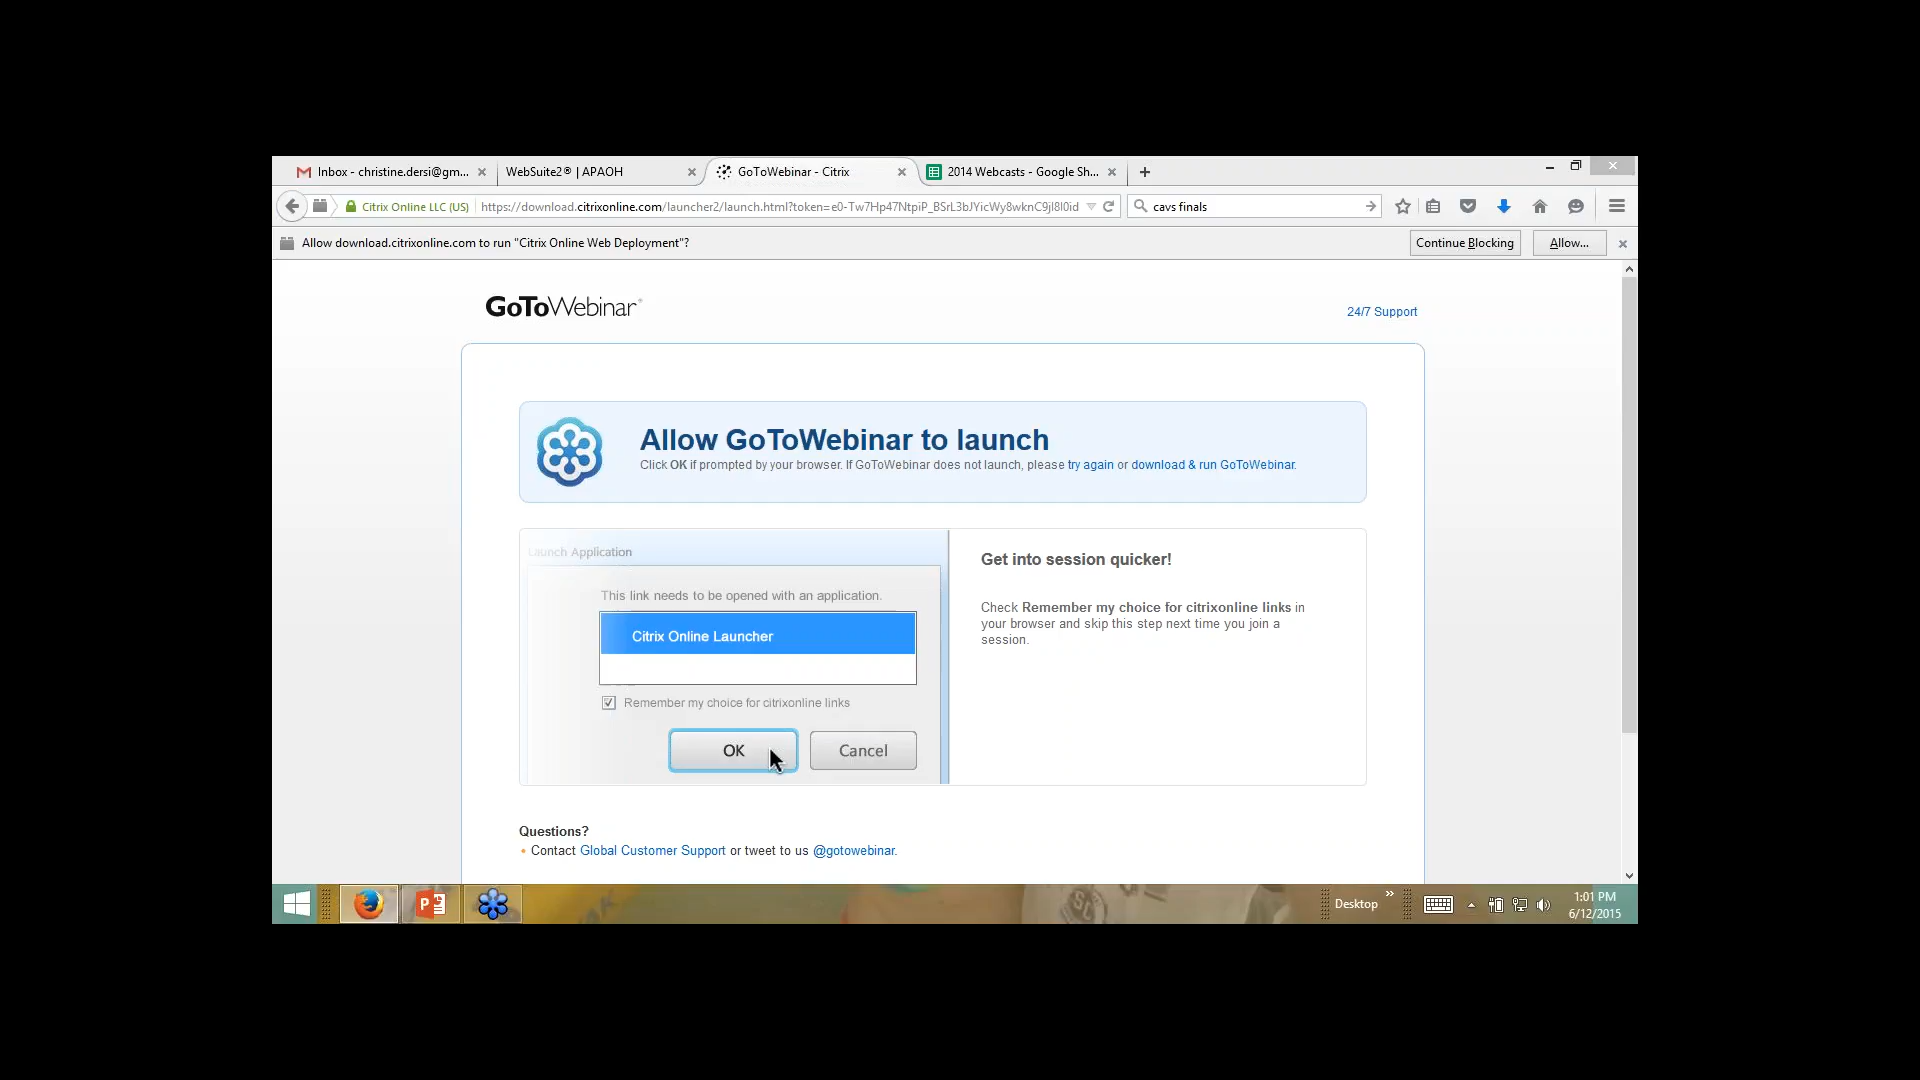 Inbox - christine.dersi@gm...
WebSuite2® | APAOH
GoToWebinar - Citrix
2014 Webcasts - Google Sh...
Citrix Online LLC (US)
https://download.citrixonline.com/launcher2/launch.html?token=e0-Tw7Hp47NtpiP_BSrL3bJYicWy8wknC9jI8l0id
cavs finals
Allow download.citrixonline.com to run "Citrix Online Web Deployment"?
Continue Blocking
Allow...
GoToWebinar
24/7 Support
Allow GoToWebinar to launch
Click OK if prompted by your browser. If GoToWebinar does not launch, please try again or download & run GoToWebinar.
Launch Application
This link needs to be opened with an application.
Citrix Online Launcher
Remember my choice for citrixonline links
OK
Cancel
Get into session quicker!
Check Remember my choice for citrixonline links in
your browser and skip this step next time you join a
session.
Questions?
• Contact Global Customer Support or tweet to us @gotowebinar.
Desktop
1:01 PM
6/12/2015